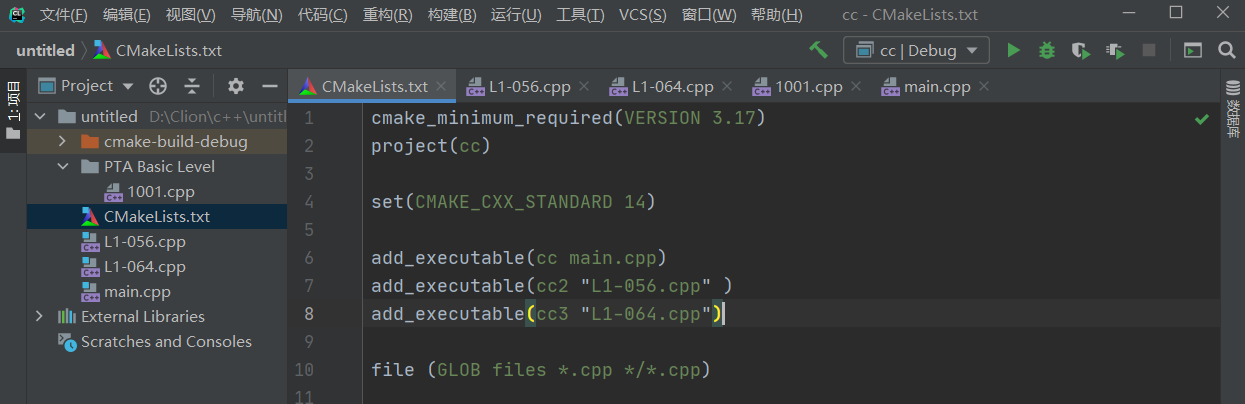 文件(F) 编辑(E) 视图(V) 导航(N) 代码(C) 重构(R) 构建(B) 运行(U) 工具(T) VCS(S) 窗口(W) 帮助(H) cc - CMakeLists.txt
untitled CMakeLists.txt cc | Debug
1: 项目
Project
untitled D:\Clion\c++\untitl
cmake-build-debug
PTA Basic Level
1001.cpp
CMakeLists.txt
L1-056.cpp
L1-064.cpp
main.cpp
External Libraries
Scratches and Consoles
CMakeLists.txt L1-056.cpp L1-064.cpp 1001.cpp main.cpp
1 cmake_minimum_required(VERSION 3.17)
2 project(cc)
3
4 set(CMAKE_CXX_STANDARD 14)
5
6 add_executable(cc main.cpp)
7 add_executable(cc2 "L1-056.cpp" )
8 add_executable(cc3 "L1-064.cpp")
9
10 file (GLOB files *.cpp */*.cpp)
11
数据库